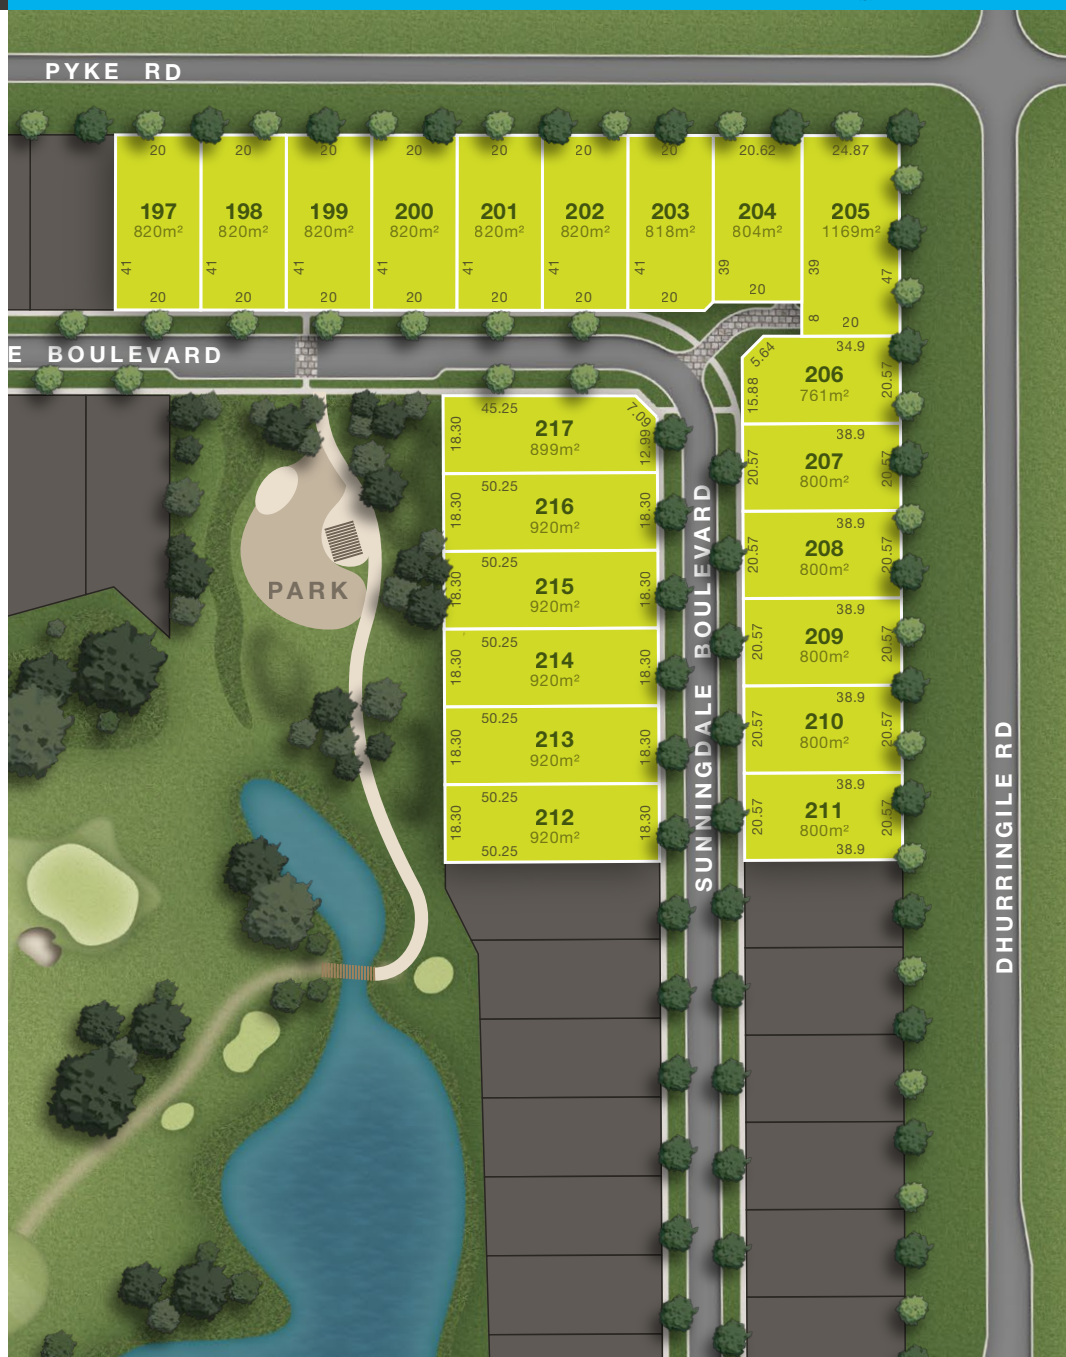 PYKE RD
20 20 20 20 20 20 20 20.62 24.87
197 198 199 200 201 202 203 204 205
820m² 820m² 820m² 820m² 820m² 820m² 818m² 804m² 1169m²
41 41 41 41 41 41 41 39 39 47
20 20 20 20 20 20 20 20
8 20
E BOULEVARD
5.64 34.9
206
761m²
15.88 20.57
45.25 7.09
217
899m²
18.30 12.99
38.9
207
800m²
20.57 20.57
50.25
216
920m²
18.30 18.30
38.9
208
800m²
20.57 20.57
50.25
215
920m²
18.30 18.30
PARK
38.9
209
800m²
20.57 20.57
50.25
214
920m²
18.30 18.30
38.9
210
800m²
20.57 20.57
50.25
213
920m²
18.30 18.30
38.9
211
800m²
20.57 20.57
38.9
50.25
212
920m²
18.30 18.30
50.25
SUNNINGDALE BOULEVARD
DHURRINGILE RD